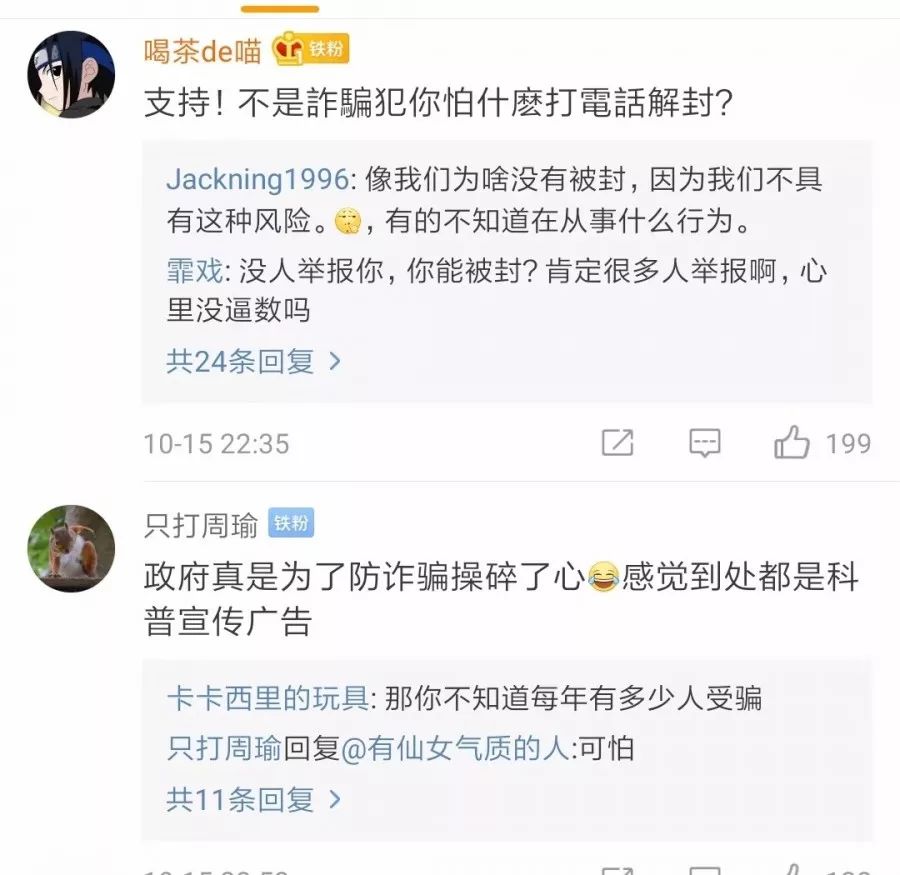 喝茶de喵 1 铁粉
支持！不是詐騙犯你怕什麼打電話解封？
Jackning1996: 像我们为啥没有被封，因为我们不具
有这种风险。，有的不知道在从事什么行为。
霏戏: 没人举报你，你能被封？肯定很多人举报啊，心
里没逼数吗
共24条回复 >
10-15 22:35 199
只打周瑜 铁粉
政府真是为了防诈骗操碎了心😂感觉到处都是科
普宣传广告
卡卡西里的玩具: 那你不知道每年有多少人受骗
只打周瑜回复@有仙女气质的人:可怕
共11条回复 >